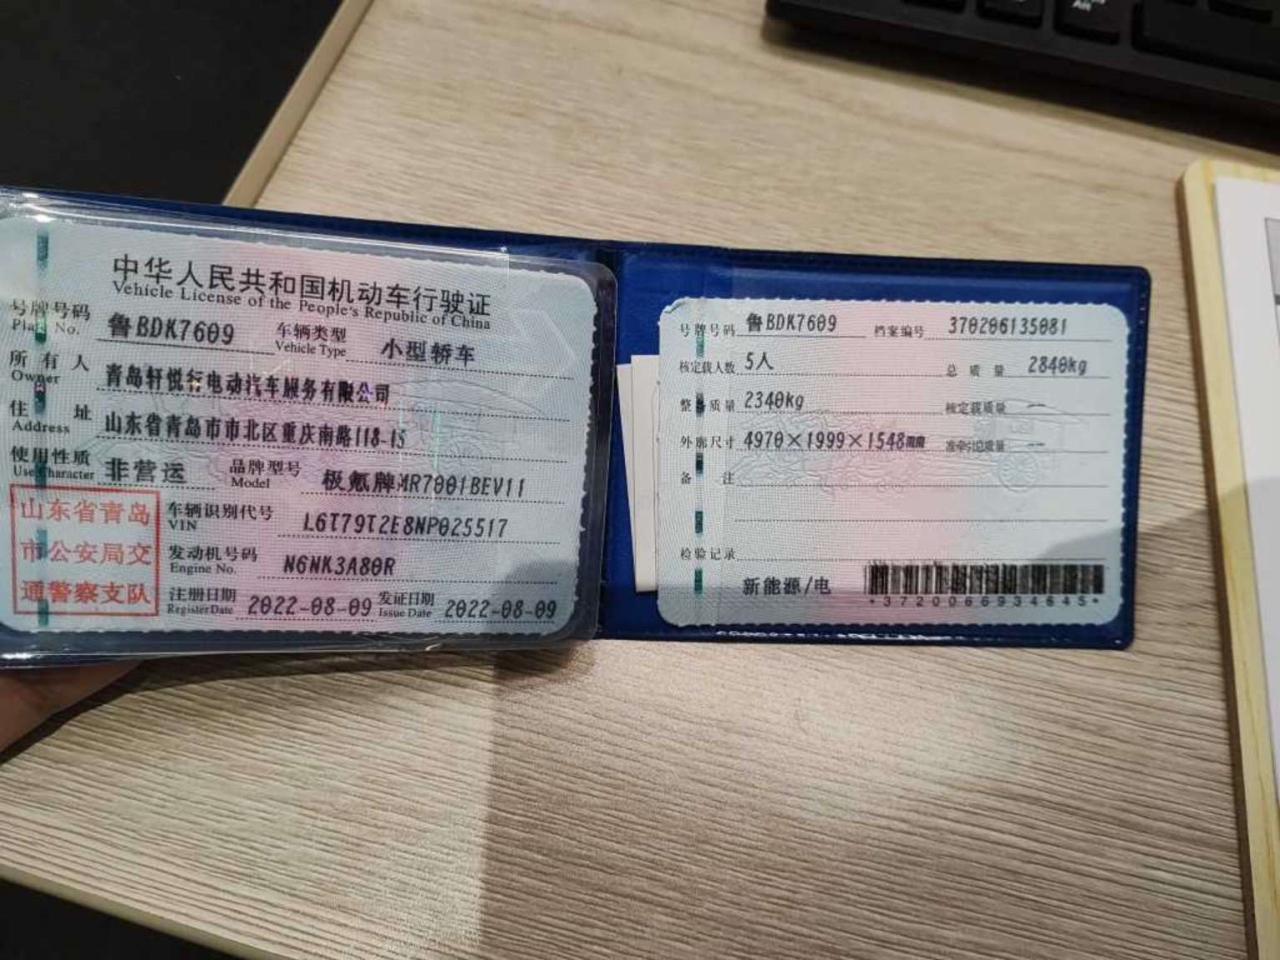 Alt
中华人民共和国机动车行驶证
Vehicle License of the People's Republic of China
号牌号码 鲁BDK7609 车辆类型 小型轿车
Plate No. Vehicle Type
所有人 青岛轩悦行电动汽车服务有限公司
Owner
住址 山东省青岛市市北区重庆南路118-15
Address
使用性质 非营运 品牌型号 极氪牌MR7001BEV11
Use Character Model
山东省青岛
市公安局交
通警察支队
车辆识别代号 L6T79T2E8NP025517
VIN
发动机号码 N6NK3A80R
Engine No.
注册日期 2022-08-09 发证日期 2022-08-09
Register Date Issue Date
号牌号码 鲁BDK7609 档案编号 370206135081
核定载人数 5人 总质量 2840kg
整备质量 2340kg 核定载质量 --
外廓尺寸 4970×1999×1548mm 准牵引总质量 --
备注
检验记录
新能源/电
*3720066934645*